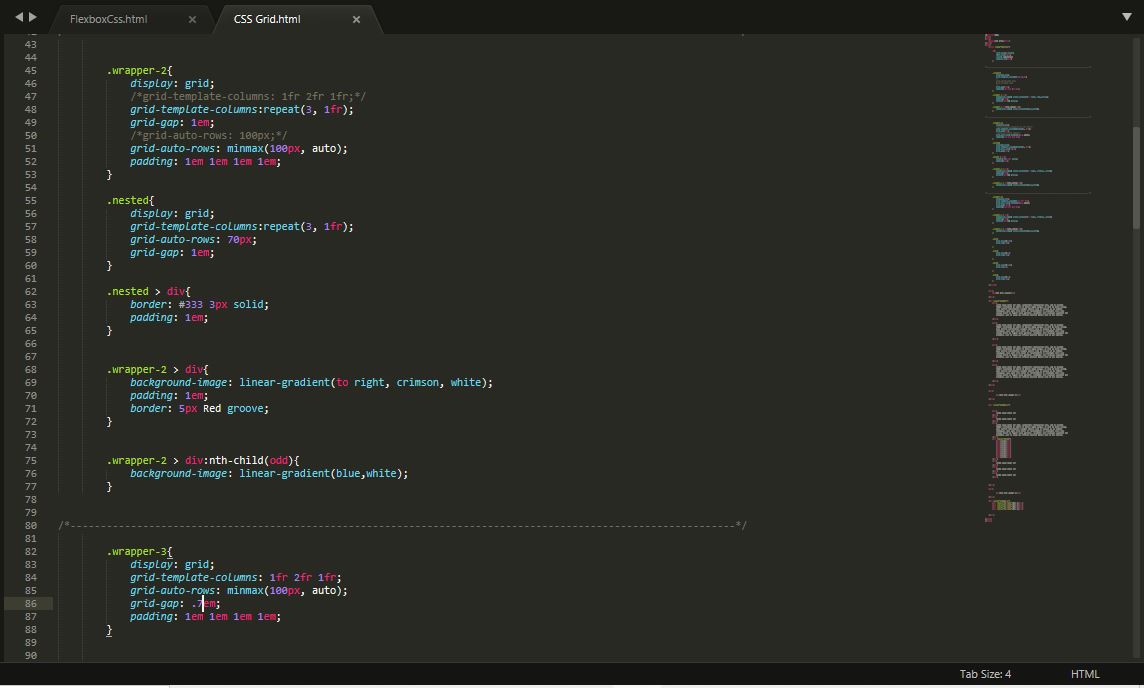 FlexboxCss.html × CSS Grid.html ×
43
44
45 .wrapper-2{
46 display: grid;
47 /*grid-template-columns: 1fr 2fr 1fr;*/
48 grid-template-columns:repeat(3, 1fr);
49 grid-gap: 1em;
50 /*grid-auto-rows: 100px;*/
51 grid-auto-rows: minmax(100px, auto);
52 padding: 1em 1em 1em 1em;
53 }
54
55 .nested{
56 display: grid;
57 grid-template-columns:repeat(3, 1fr);
58 grid-auto-rows: 70px;
59 grid-gap: 1em;
60 }
61
62 .nested > div{
63 border: #333 3px solid;
64 padding: 1em;
65 }
66
67
68 .wrapper-2 > div{
69 background-image: linear-gradient(to right, crimson, white);
70 padding: 1em;
71 border: 5px Red groove;
72 }
73
74
75 .wrapper-2 > div:nth-child(odd){
76 background-image: linear-gradient(blue,white);
77 }
78
79
80 /*--------------------------------------------------------------------------------------------------------------*/
81
82 .wrapper-3{
83 display: grid;
84 grid-template-columns: 1fr 2fr 1fr;
85 grid-auto-rows: minmax(100px, auto);
86 grid-gap: .7em;
87 padding: 1em 1em 1em 1em;
88 }
89
90
Tab Size: 4 HTML